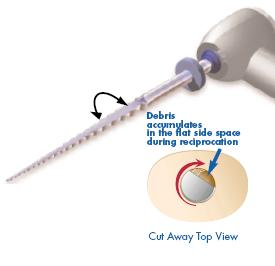 Debris
accumulates
in the flat side space
during reciprocation
Cut Away Top View